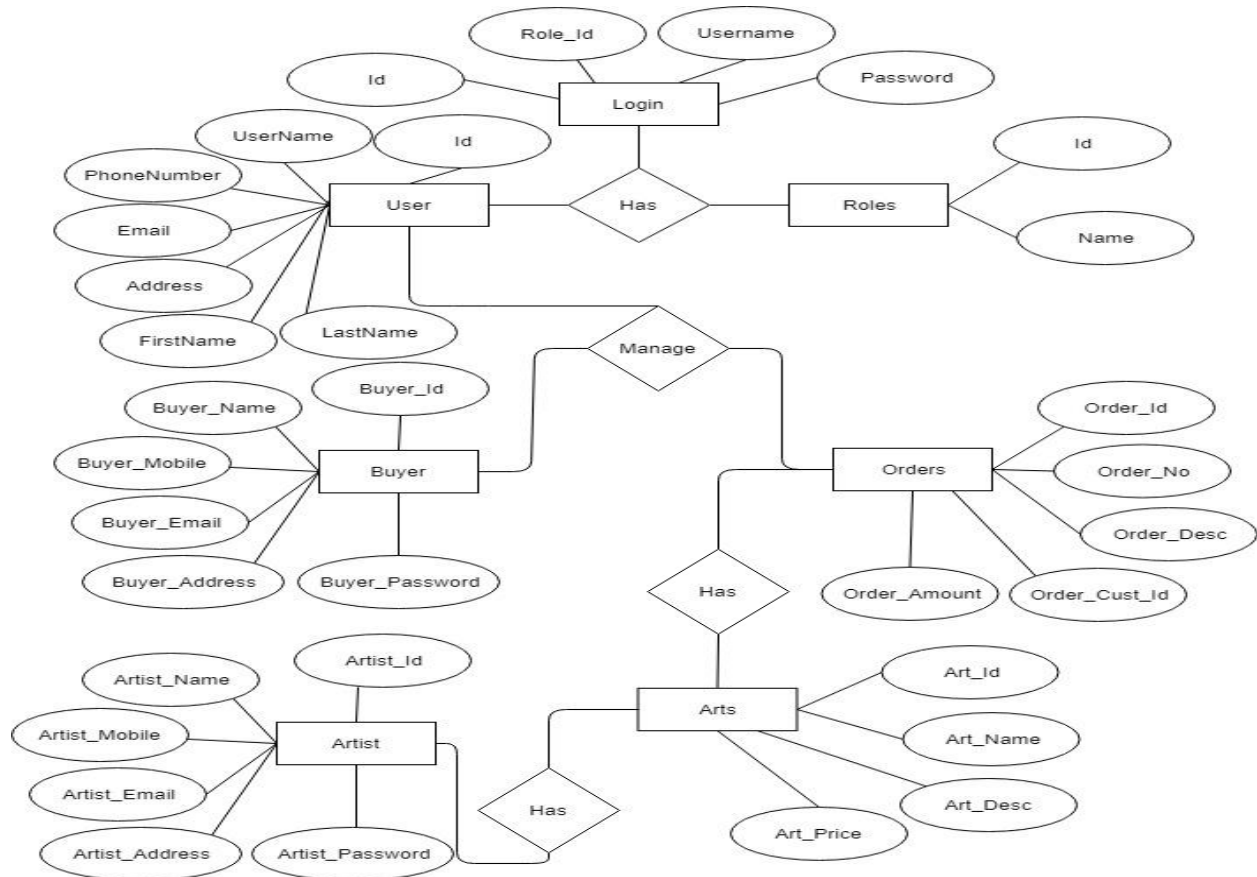 Role_Id
Username
Id
Password
Login
UserName
Id
Id
PhoneNumber
User
Has
Roles
Email
Name
Address
FirstName
LastName
Manage
Buyer_Id
Buyer_Name
Order_Id
Buyer_Mobile
Buyer
Orders
Order_No
Buyer_Email
Order_Desc
Buyer_Address
Buyer_Password
Has
Order_Amount
Order_Cust_Id
Artist_Id
Artist_Name
Art_Id
Artist_Mobile
Artist
Arts
Art_Name
Artist_Email
Has
Art_Desc
Art_Price
Artist_Address
Artist_Password